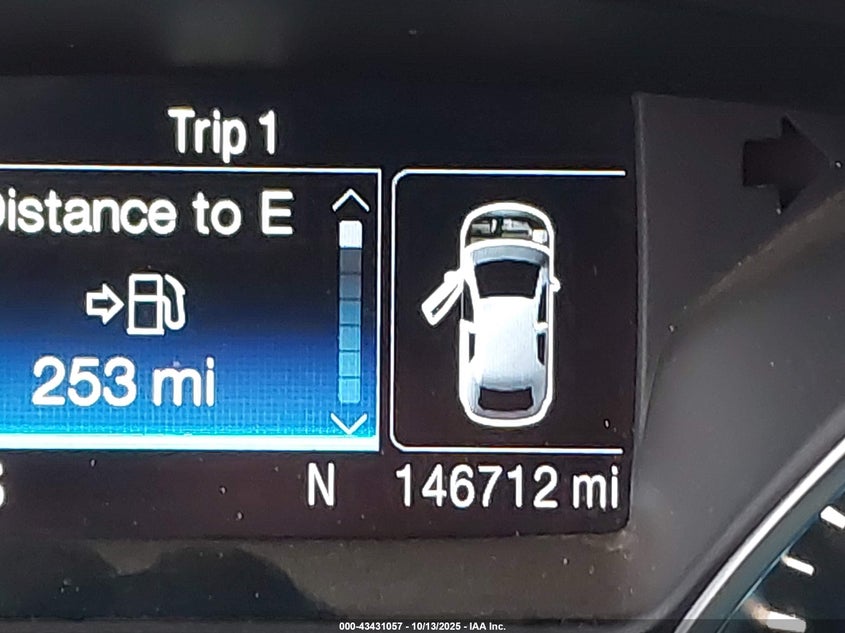 Trip 1
Distance to E
253 mi
N 146712 mi
000-43431057 - 10/13/2025 - IAA Inc.